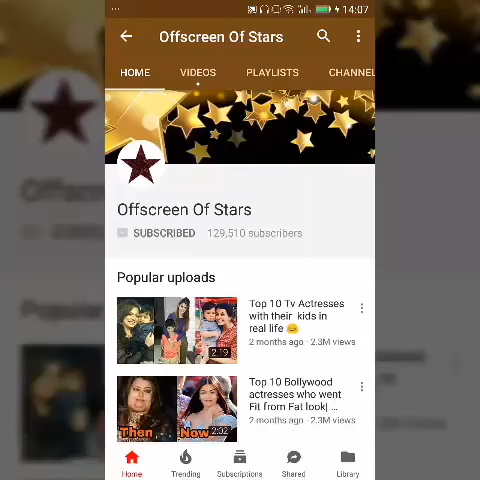 14:07
Offscreen Of Stars
HOME VIDEOS PLAYLISTS CHANNEL
Offscreen Of Stars
SUBSCRIBED 129,510 subscribers
Popular uploads
Top 10 Tv Actresses
with their kids in
real life 😊
2 months ago · 2.3M views
2:19
Top 10 Bollywood
actresses who went
Fit from Fat look| ...
2 months ago · 2.3M views
Then Now 2:02
Home Trending Subscriptions Shared Library